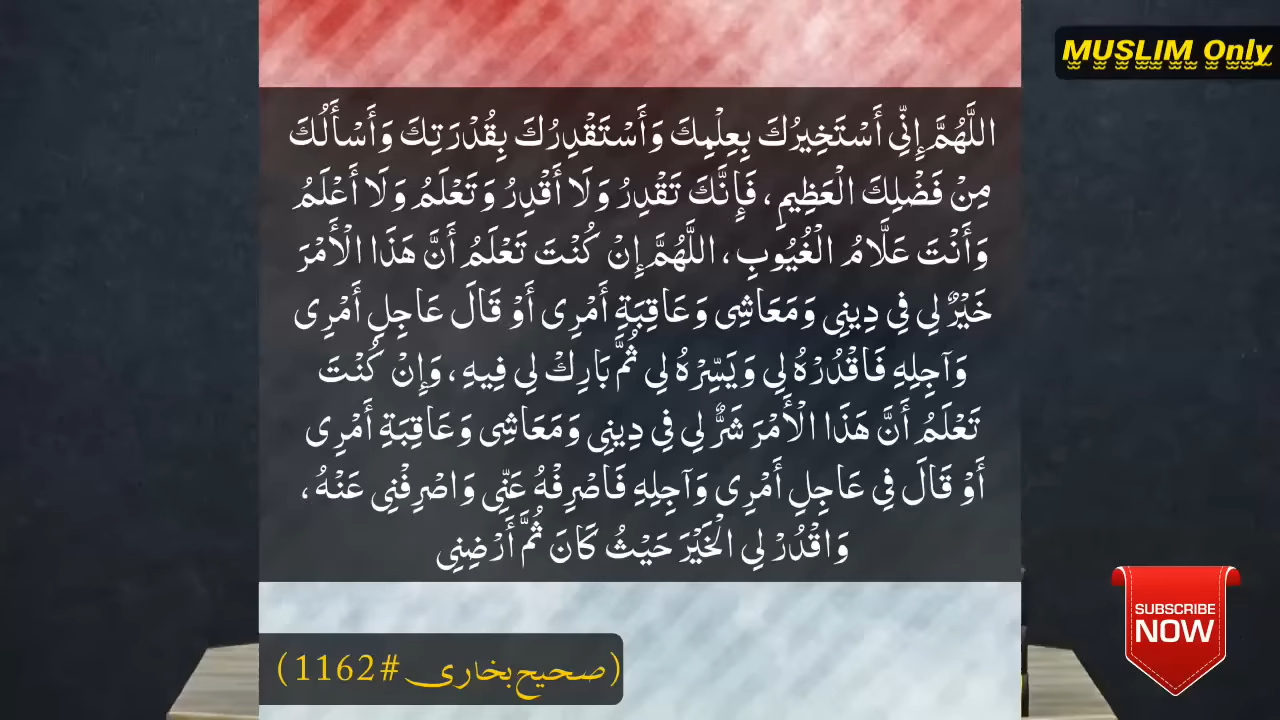 MUSLIM Only
اللَّهُمَّ إِنِّي أَسْتَخِيرُكَ بِعِلْمِكَ وَأَسْتَقْدِرُكَ بِقُدْرَتِكَ وَأَسْأَلُكَ
مِنْ فَضْلِكَ الْعَظِيمِ، فَإِنَّكَ تَقْدِرُ وَلَا أَقْدِرُ وَتَعْلَمُ وَلَا أَعْلَمُ
وَأَنْتَ عَلَّامُ الْغُيُوبِ، اللَّهُمَّ إِنْ كُنْتَ تَعْلَمُ أَنَّ هَذَا الْأَمْرَ
خَيْرٌ لِي فِي دِينِى وَمَعَاشِى وَعَاقِبَةِ أَمْرِى أَوْ قَالَ عَاجِلِ أَمْرِى
وَآجِلِهِ فَاقْدُرْهُ لِي وَيَسِّرْهُ لِي ثُمَّ بَارِكْ لِي فِيهِ، وَإِنْ كُنْتَ
تَعْلَمُ أَنَّ هَذَا الْأَمْرَ شَرٌّ لِي فِي دِينِى وَمَعَاشِى وَعَاقِبَةِ أَمْرِى
أَوْ قَالَ فِي عَاجِلِ أَمْرِى وَآجِلِهِ فَاصْرِفْهُ عَنِّى وَاصْرِفْنِى عَنْهُ،
وَاقْدُرْ لِي الْخَيْرَ حَيْثُ كَانَ ثُمَّ أَرْضِنِى
(صحیح بخاری #1162)
SUBSCRIBE
NOW